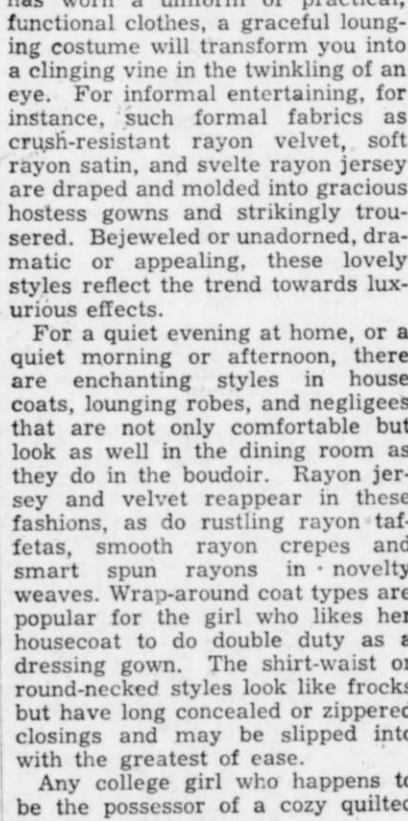 has worn a uniform or practical,
functional clothes, a graceful loung-
ing costume will transform you into
a clinging vine in the twinkling of an
eye. For informal entertaining, for
instance, such formal fabrics as
crush-resistant rayon velvet, soft
rayon satin, and svelte rayon jersey
are draped and molded into gracious
hostess gowns and strikingly trou-
sered. Bejeweled or unadorned, dra-
matic or appealing, these lovely
styles reflect the trend towards lux-
urious effects.
For a quiet evening at home, or a
quiet morning or afternoon, there
are enchanting styles in house
coats, lounging robes, and negligees
that are not only comfortable but
look as well in the dining room as
they do in the boudoir. Rayon jer-
sey and velvet reappear in these
fashions, as do rustling rayon taf-
fetas, smooth rayon crepes and
smart spun rayons in novelty
weaves. Wrap-around coat types are
popular for the girl who likes her
housecoat to do double duty as a
dressing gown. The shirt-waist or
round-necked styles look like frocks
but have long concealed or zippered
closings and may be slipped into
with the greatest of ease.
Any college girl who happens to
be the possessor of a cozy quilted